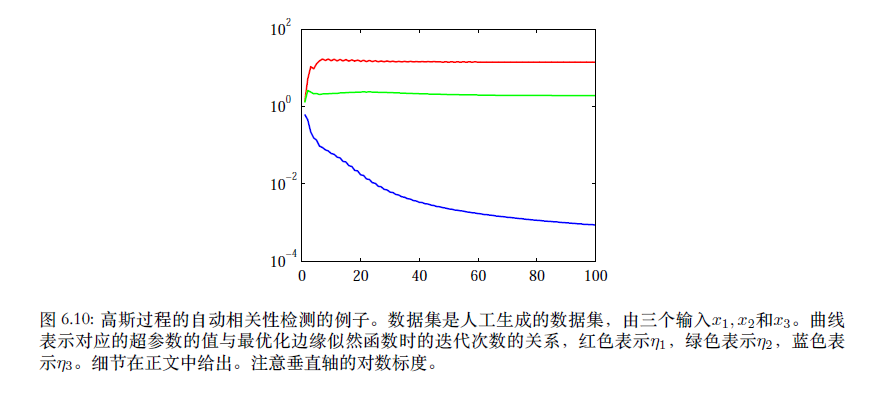 10²
10⁰
10⁻²
10⁻⁴
0 20 40 60 80 100
图 6.10: 高斯过程的自动相关性检测的例子。数据集是人工生成的数据集，由三个输入x₁, x₂和x₃。曲线
表示对应的超参数的值与最优化边缘似然函数时的迭代次数的关系，红色表示η₁，绿色表示η₂，蓝色表
示η₃。细节在正文中给出。注意垂直轴的对数标度。